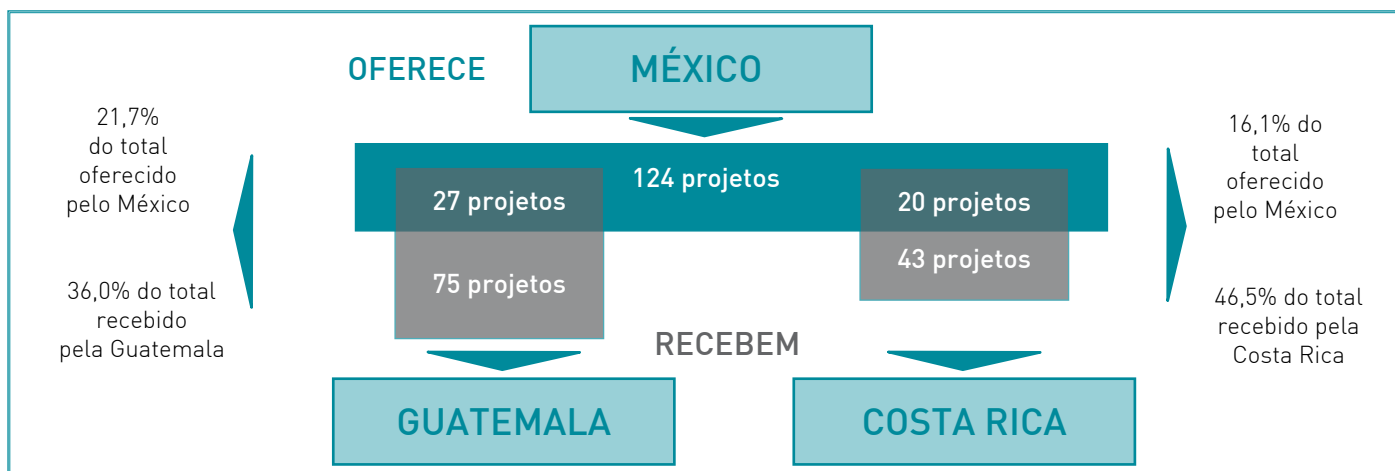 OFERECE
MÉXICO
21,7%
do total
oferecido
pelo México
16,1% do
total
oferecido
pelo México
124 projetos
27 projetos
20 projetos
75 projetos
43 projetos
36,0% do total
recebido
pela Guatemala
46,5% do total
recebido pela
Costa Rica
RECEBEM
GUATEMALA
COSTA RICA